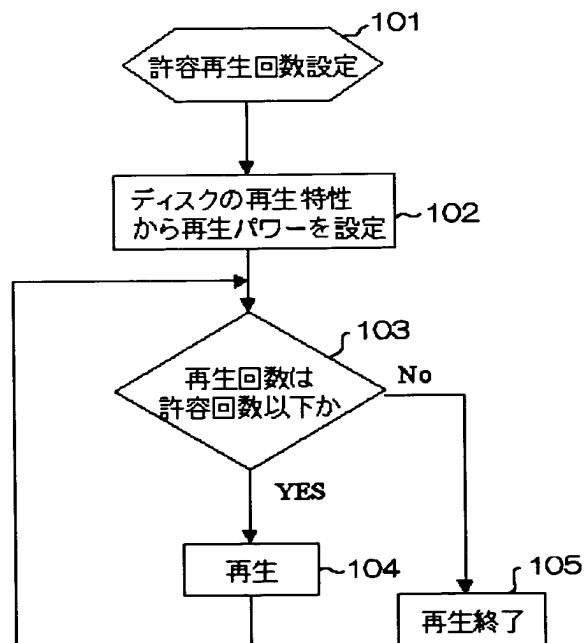 101
許容再生回数設定
ディスクの再生特性
から再生パワーを設定
102
103
再生回数は
許容回数以下か
No
YES
再生
104
105
再生終了